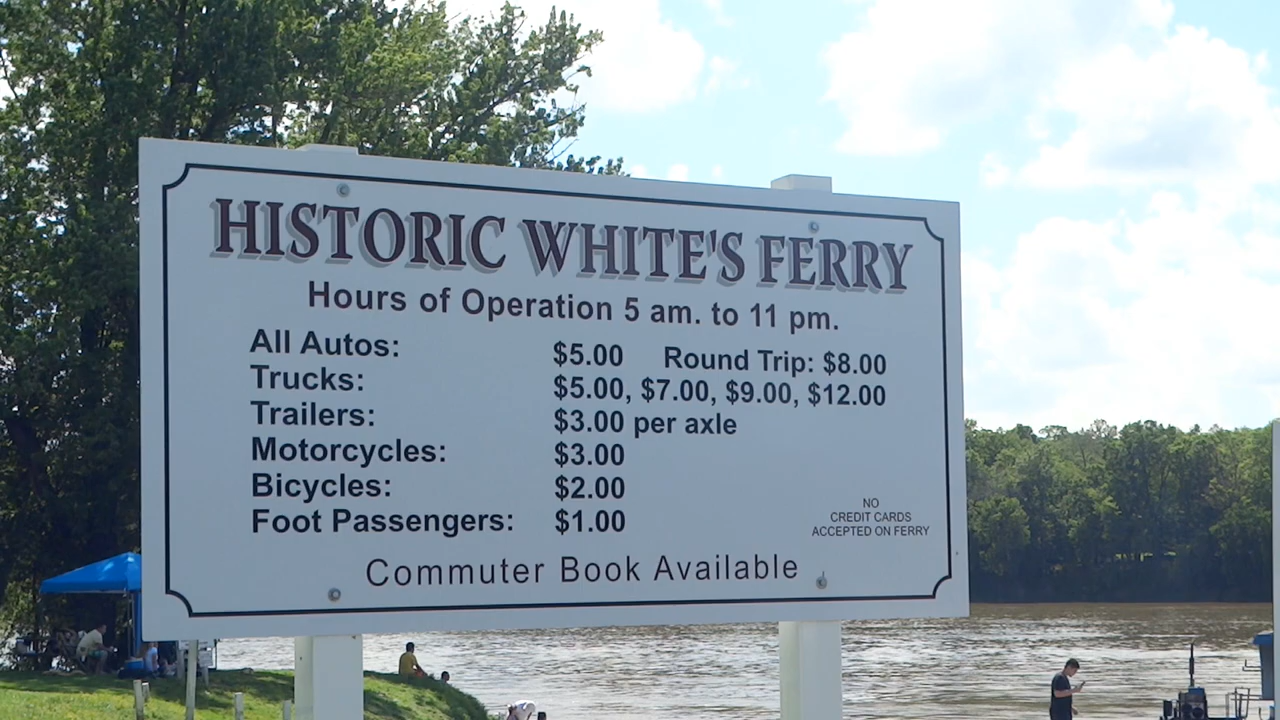 HISTORIC WHITE'S FERRY
Hours of Operation 5 am. to 11 pm.
All Autos: $5.00 Round Trip: $8.00
Trucks: $5.00, $7.00, $9.00, $12.00
Trailers: $3.00 per axle
Motorcycles: $3.00
Bicycles: $2.00
Foot Passengers: $1.00
NO
CREDIT CARDS
ACCEPTED ON FERRY
Commuter Book Available